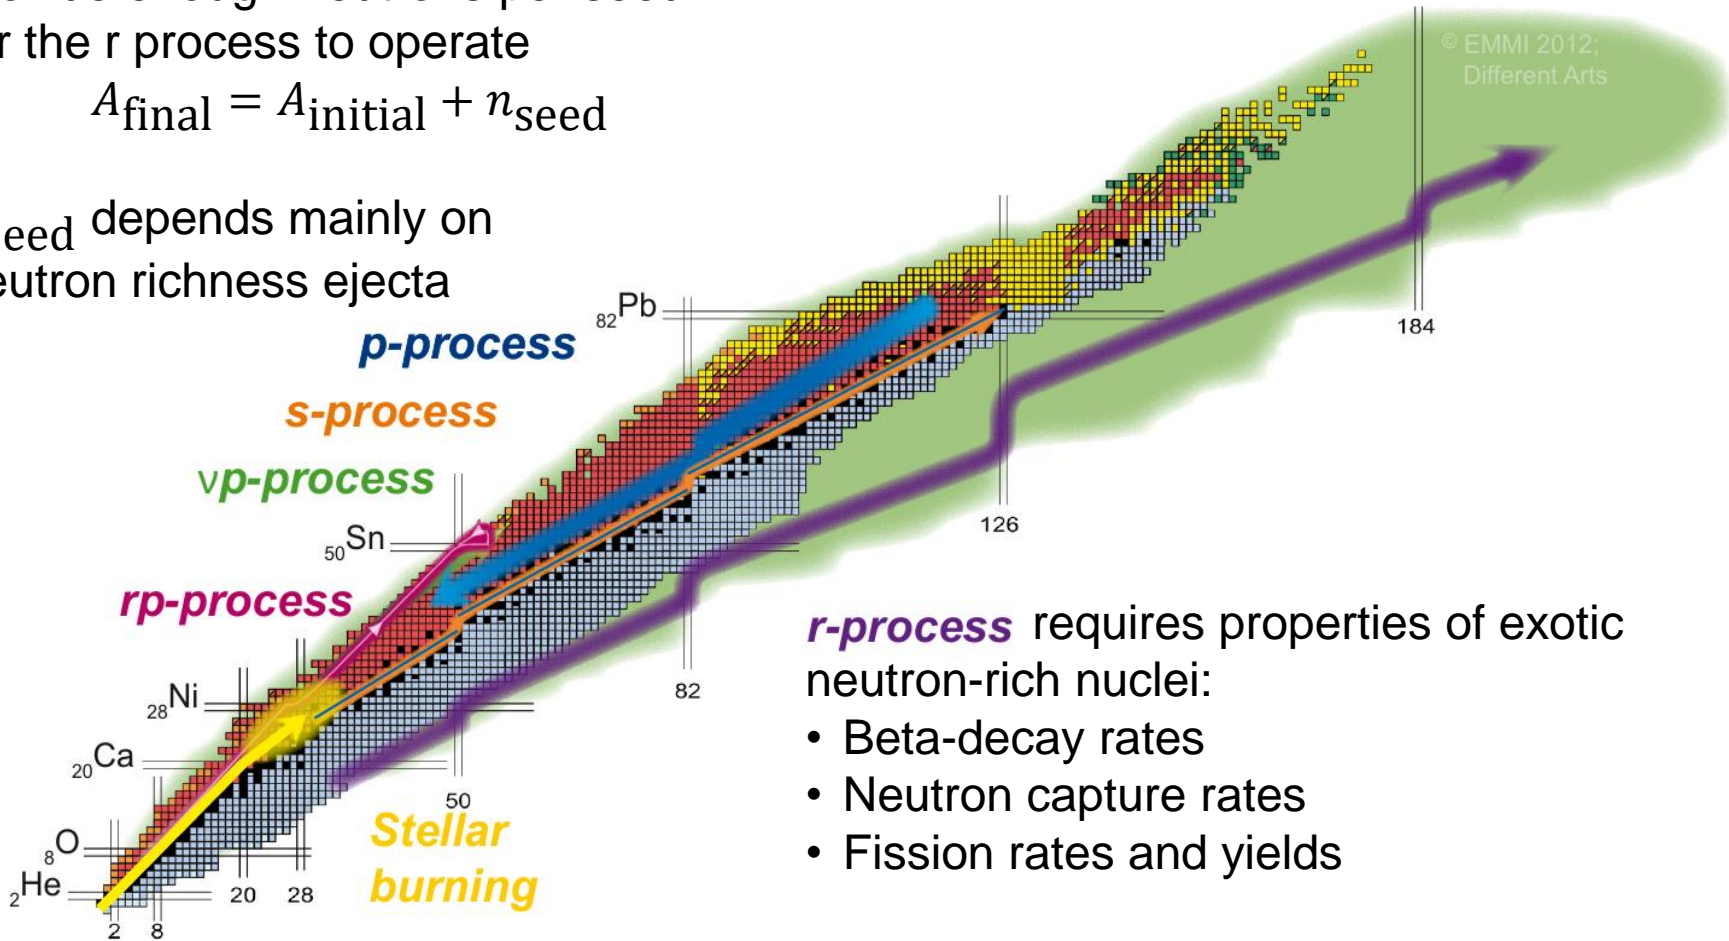 r the r process to operate
A_final = A_initial + n_seed
eed depends mainly on
eutron richness ejecta
© EMMI 2012;
Different Arts
82Pb
184
p-process
s-process
νp-process
126
50Sn
rp-process
r-process requires properties of exotic
neutron-rich nuclei:
• Beta-decay rates
• Neutron capture rates
• Fission rates and yields
82
28Ni
20Ca
50
Stellar
burning
8O
2He
20 28
2 8